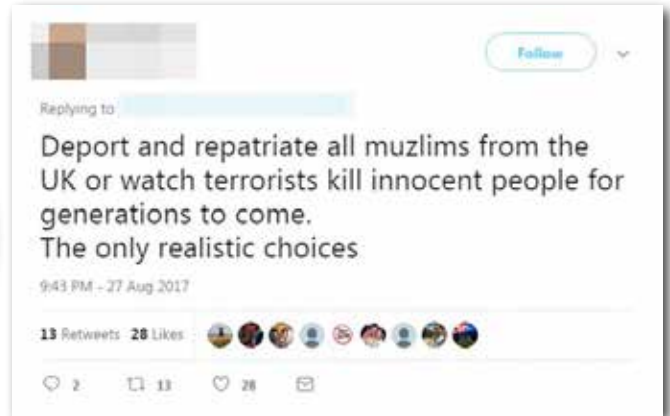 Follow
Replying to
Deport and repatriate all muzlims from the
UK or watch terrorists kill innocent people for
generations to come.
The only realistic choices
9:43 PM - 27 Aug 2017
13 Retweets 28 Likes
2 13 28